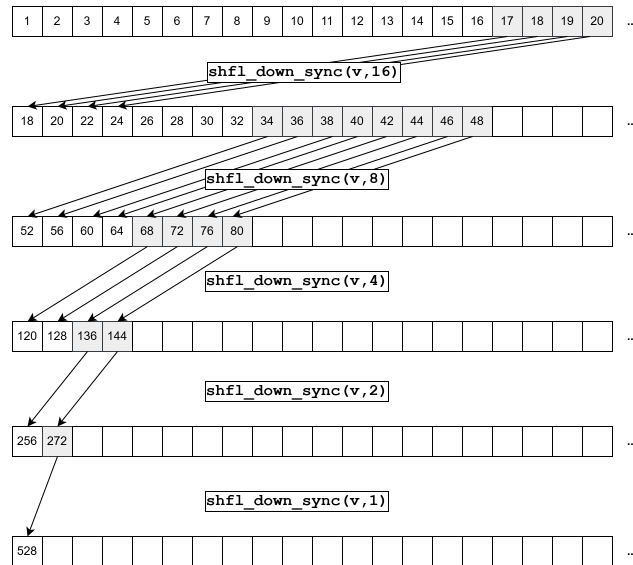 1 2 3 4 5 6 7 8 9 10 11 12 13 14 15 16 17 18 19 20 ..
shfl_down_sync(v,16)
18 20 22 24 26 28 30 32 34 36 38 40 42 44 46 48 ..
shfl_down_sync(v,8)
52 56 60 64 68 72 76 80 ..
shfl_down_sync(v,4)
120 128 136 144 ..
shfl_down_sync(v,2)
256 272 ..
shfl_down_sync(v,1)
528 ..